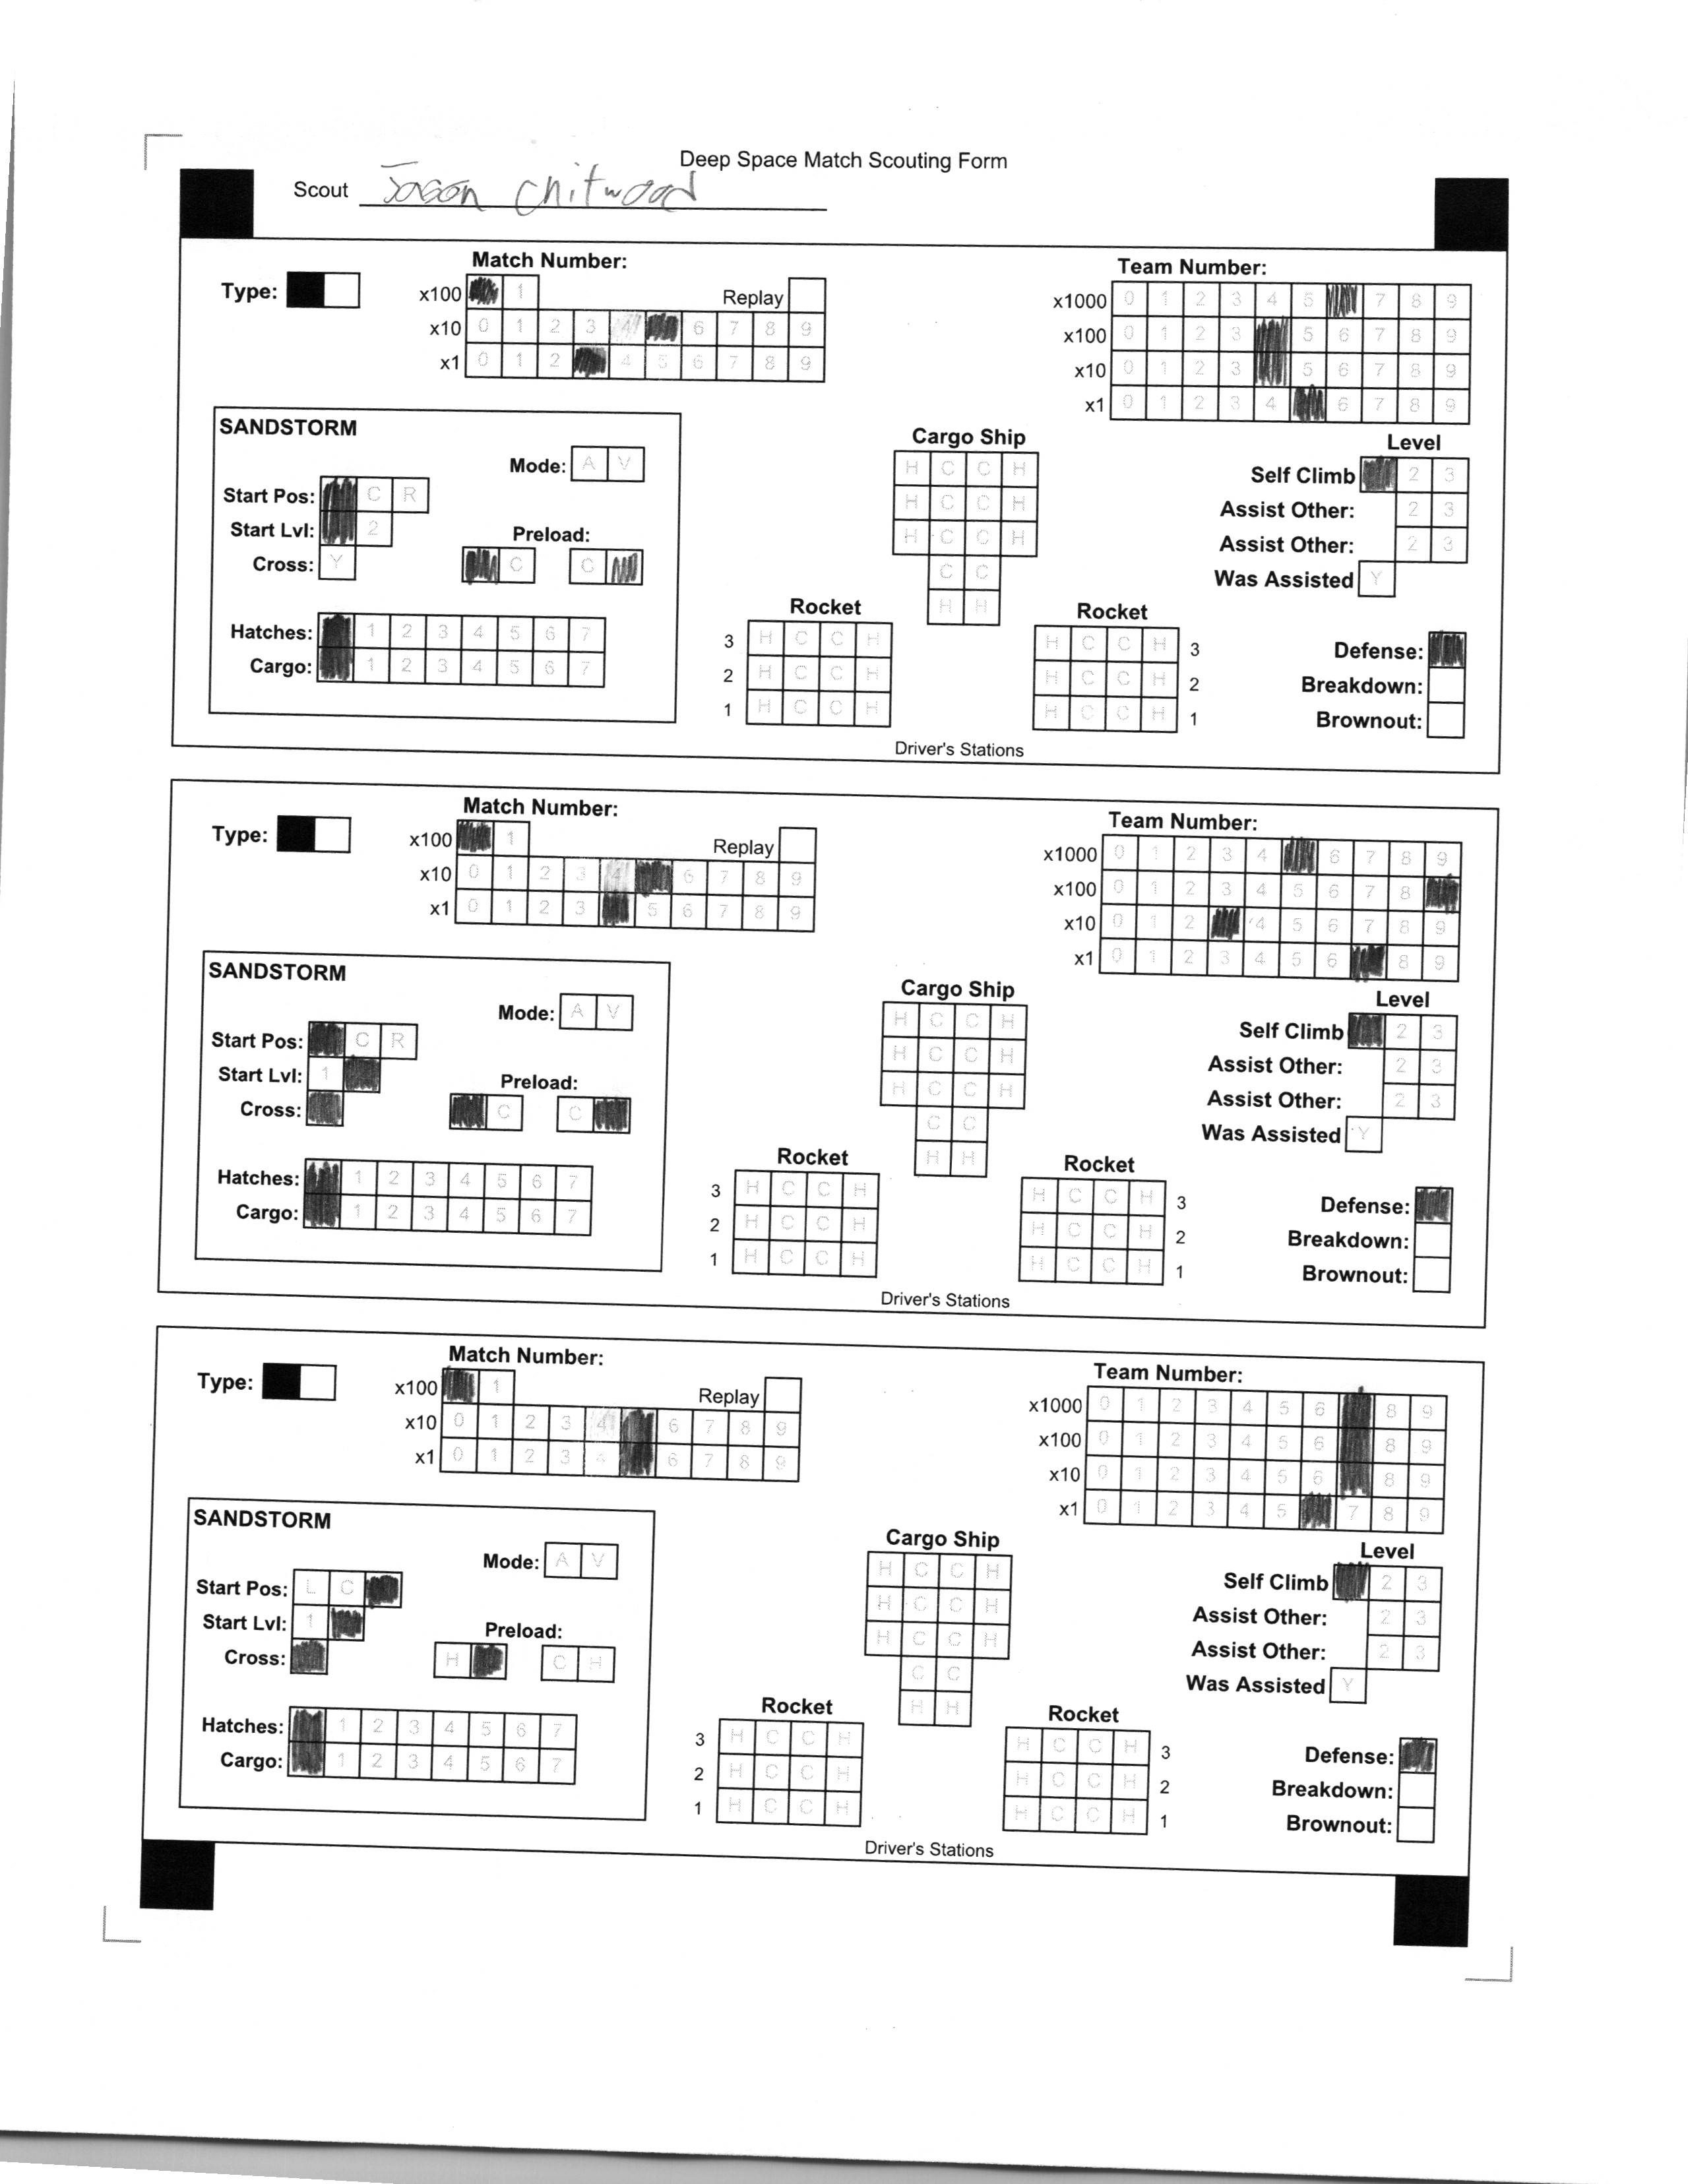 Deep Space Match Scouting Form
Scout Jason Chitwood
Match Number:
Team Number:
Type:
x100 1
Replay
x10 0 1 2 3 4 6 7 8 9
x1 0 1 2 4 5 6 7 8 9
x1000 0 1 2 3 4 5 7 8 9
x100 0 1 2 3 5 6 7 8 9
x10 0 1 2 3 5 6 7 8 9
x1 0 1 2 3 4 6 7 8 9
SANDSTORM
Mode: A V
Start Pos: C R
Start Lvl: 2
Cross: Y
Preload:
C C
Hatches: 1 2 3 4 5 6 7
Cargo: 1 2 3 4 5 6 7
Cargo Ship
H C C H
H C C H
H C C H
C C
H H
Rocket
3 H C C H
2 H C C H
1 H C C H
Rocket
H C C H 3
H C C H 2
H C C H 1
Level
Self Climb 2 3
Assist Other: 2 3
Assist Other: 2 3
Was Assisted Y
Defense:
Breakdown:
Brownout:
Driver's Stations
Match Number:
Team Number:
Type:
x100 1
Replay
x10 0 1 2 3 4 6 7 8 9
x1 0 1 2 3 5 6 7 8 9
x1000 0 1 2 3 4 6 7 8 9
x100 0 1 2 3 4 5 6 7 8
x10 0 1 2 4 5 6 7 8 9
x1 0 1 2 3 4 5 6 8 9
SANDSTORM
Mode: A V
Start Pos: C R
Start Lvl: 1
Cross:
Preload:
C C
Hatches: 1 2 3 4 5 6 7
Cargo: 1 2 3 4 5 6 7
Cargo Ship
H C C H
H C C H
H C C H
C C
H H
Rocket
3 H C C H
2 H C C H
1 H C C H
Rocket
H C C H 3
H C C H 2
H C C H 1
Level
Self Climb 2 3
Assist Other: 2 3
Assist Other: 2 3
Was Assisted Y
Defense:
Breakdown:
Brownout:
Driver's Stations
Match Number:
Team Number:
Type:
x100 1
Replay
x10 0 1 2 3 4 6 7 8 9
x1 0 1 2 3 4 6 7 8 9
x1000 0 1 2 3 4 5 6 8 9
x100 0 1 2 3 4 5 6 8 9
x10 0 1 2 3 4 5 6 8 9
x1 0 1 2 3 4 5 7 8 9
SANDSTORM
Mode: A V
Start Pos: L C
Start Lvl: 1
Cross:
Preload:
H C H
Hatches: 1 2 3 4 5 6 7
Cargo: 1 2 3 4 5 6 7
Cargo Ship
H C C H
H C C H
H C C H
C C
H H
Rocket
3 H C C H
2 H C C H
1 H C C H
Rocket
H C C H 3
H C C H 2
H C C H 1
Level
Self Climb 2 3
Assist Other: 2 3
Assist Other: 2 3
Was Assisted Y
Defense:
Breakdown:
Brownout:
Driver's Stations